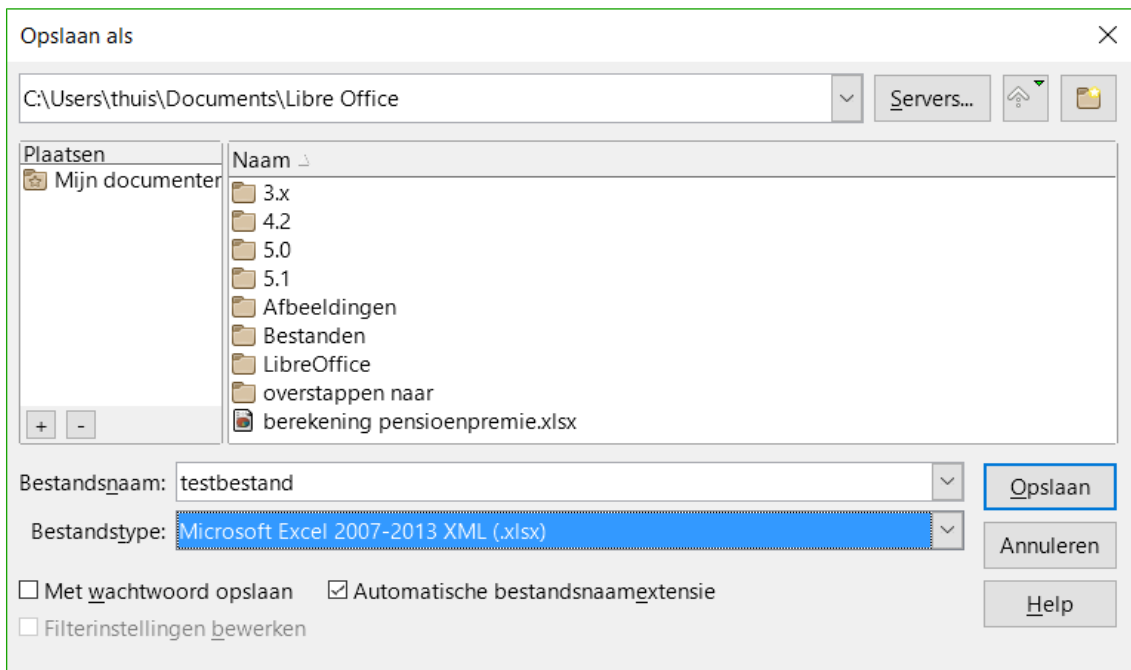 Opslaan als
C:\Users\thuis\Documents\Libre Office
Servers...
Plaatsen
Mijn documenter
+ -
Naam
3.x
4.2
5.0
5.1
Afbeeldingen
Bestanden
LibreOffice
overstappen naar
berekening pensioenpremie.xlsx
Bestandsnaam: testbestand
Opslaan
Bestandstype: Microsoft Excel 2007-2013 XML (.xlsx)
Annuleren
Met wachtwoord opslaan Automatische bestandsnaamextensie
Help
Filterinstellingen bewerken